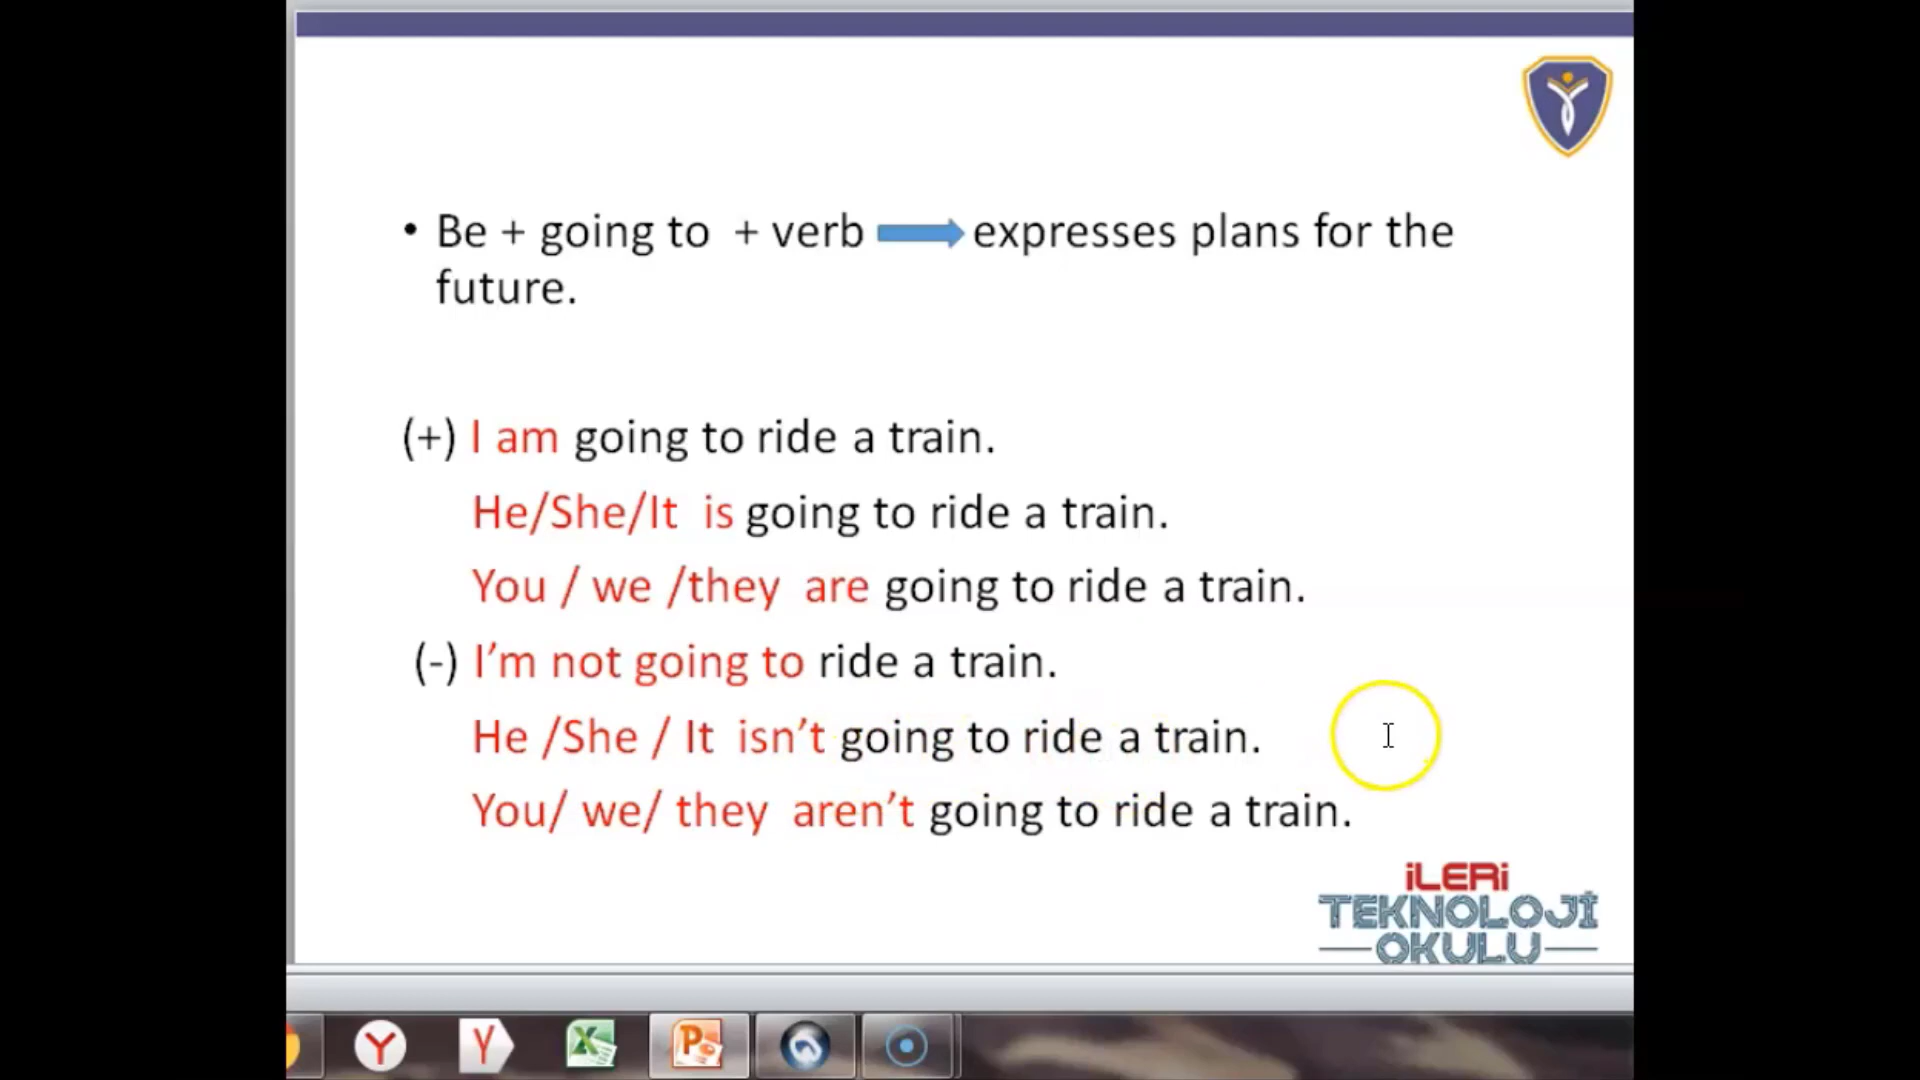 • Be + going to + verb expresses plans for the
future.
(+) I am going to ride a train.
He/She/It is going to ride a train.
You / we /they are going to ride a train.
(-) I’m not going to ride a train.
He /She / It isn’t going to ride a train.
You/ we/ they aren’t going to ride a train.
iLERi
TEKNOLOJİ
OKULU